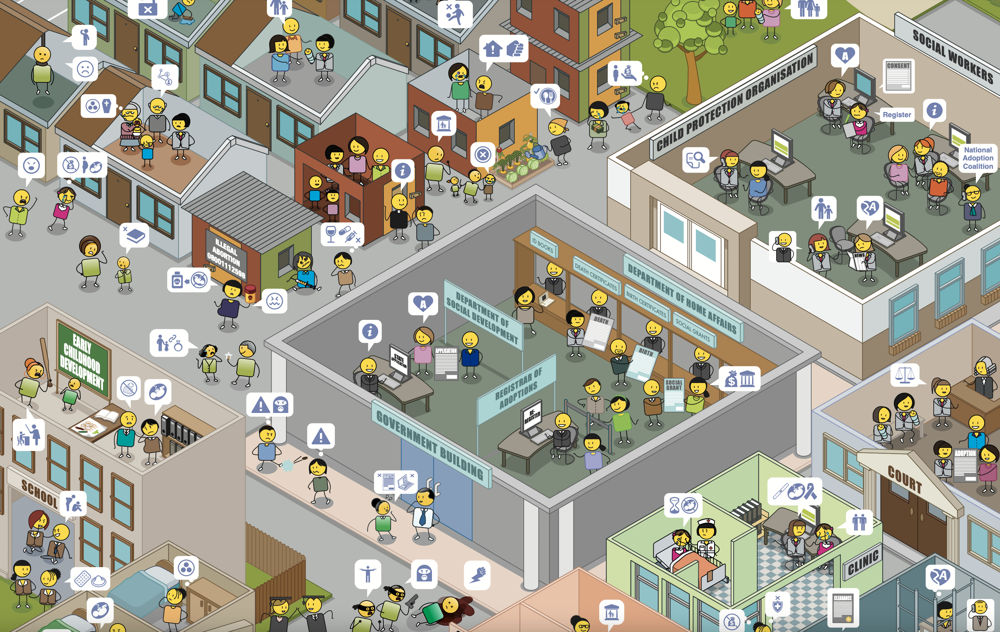 SOCIAL WORKERS
CHILD PROTECTION ORGANISATION
A
CONSENT
Register
i
National
Adoption
Coalition
A
NEWS
$
!
$
i
ILLEGAL
ABORTION
08001112598
ID BOOKS
DEATH CERTIFICATES
BIRTH CERTIFICATES
SOCIAL GRANTS
DEPARTMENT OF HOME AFFAIRS
DEPARTMENT OF
SOCIAL DEVELOPMENT
A
i
STATE
APPLICATION
APPLICATION
DEATH
BIRTH
SOCIAL
GRANT
$
REGISTRAR OF
ADOPTIONS
RE-
REGISTER
GOVERNMENT BUILDING
EARLY
CHILDHOOD
DEVELOPMENT
!
!
BIRTH
SCHOOL
ADOPTION
COURT
CLINIC
A
CLEARANCE
$